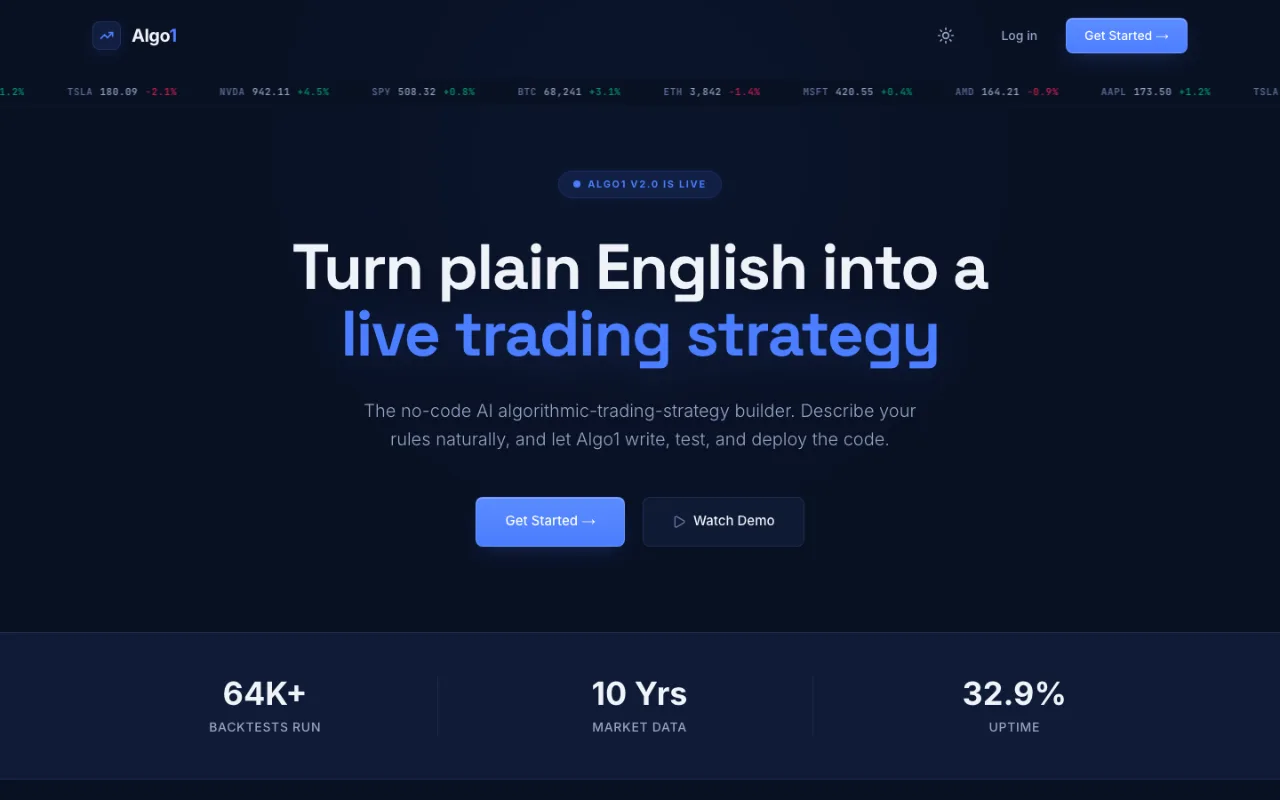 Algo1
Log in
Get Started →
1.2% TSLA 180.09 -2.1% NVDA 942.11 +4.5% SPY 508.32 +0.8% BTC 68,241 +3.1% ETH 3,842 -1.4% MSFT 420.55 +0.4% AMD 164.21 -0.9% AAPL 173.50 +1.2% TSLA
ALGO1 V2.0 IS LIVE
Turn plain English into a
live trading strategy
The no-code AI algorithmic-trading-strategy builder. Describe your
rules naturally, and let Algo1 write, test, and deploy the code.
Get Started →
Watch Demo
64K+
BACKTESTS RUN
10 Yrs
MARKET DATA
32.9%
UPTIME